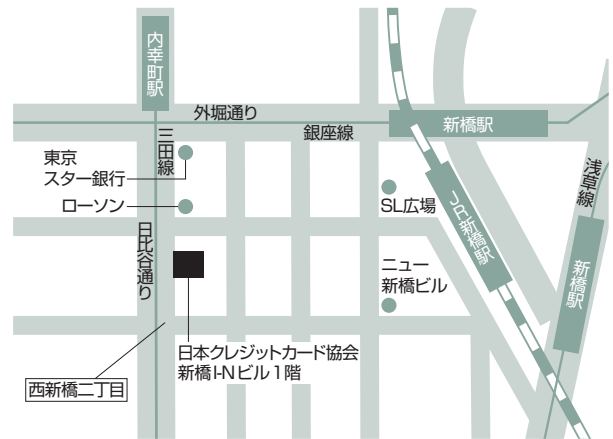 内幸町駅
外堀通り
銀座線
新橋駅
三田線
東京
スター銀行
ローソン
SL広場
JR新橋駅
浅草線
新橋駅
日比谷通り
ニュー
新橋ビル
日本クレジットカード協会
新橋I-Nビル1階
西新橋二丁目